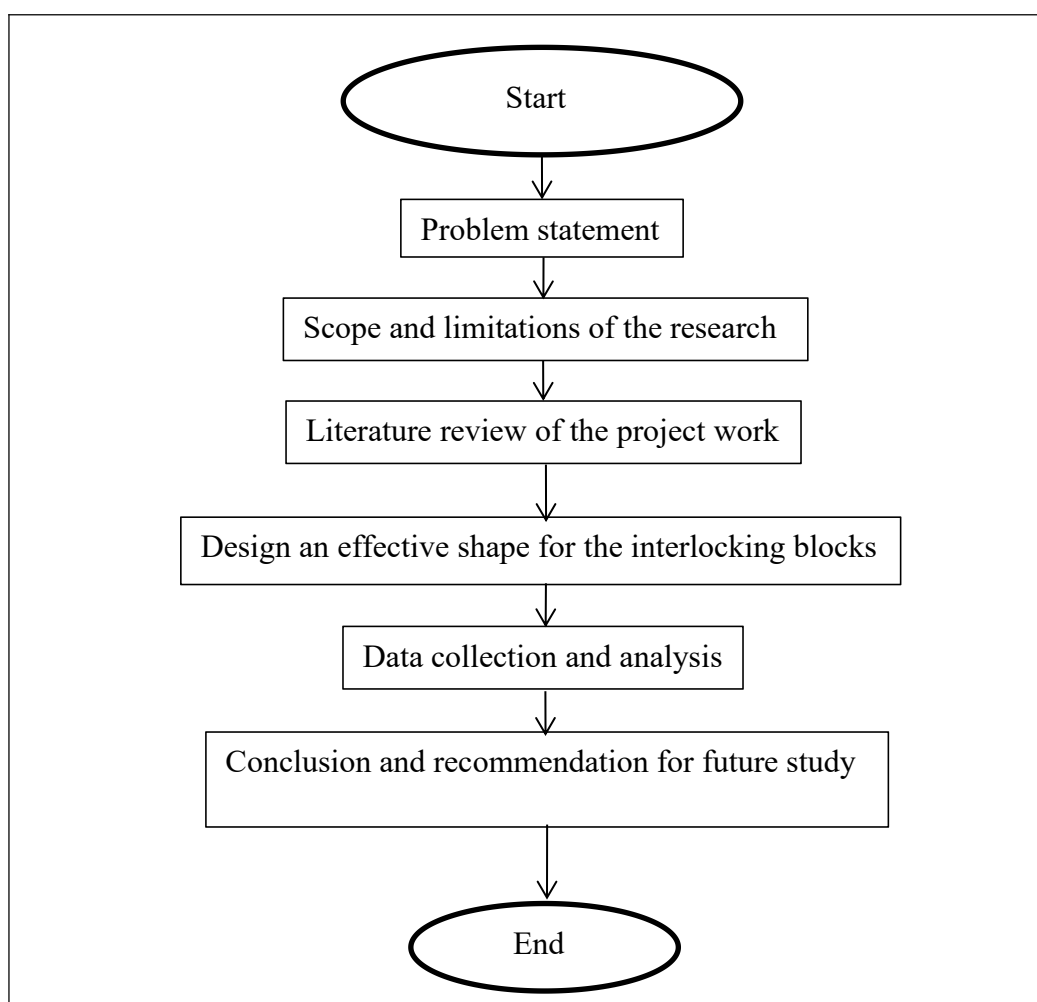 Start
Problem statement
Scope and limitations of the research
Literature review of the project work
Design an effective shape for the interlocking blocks
Data collection and analysis
Conclusion and recommendation for future study
End